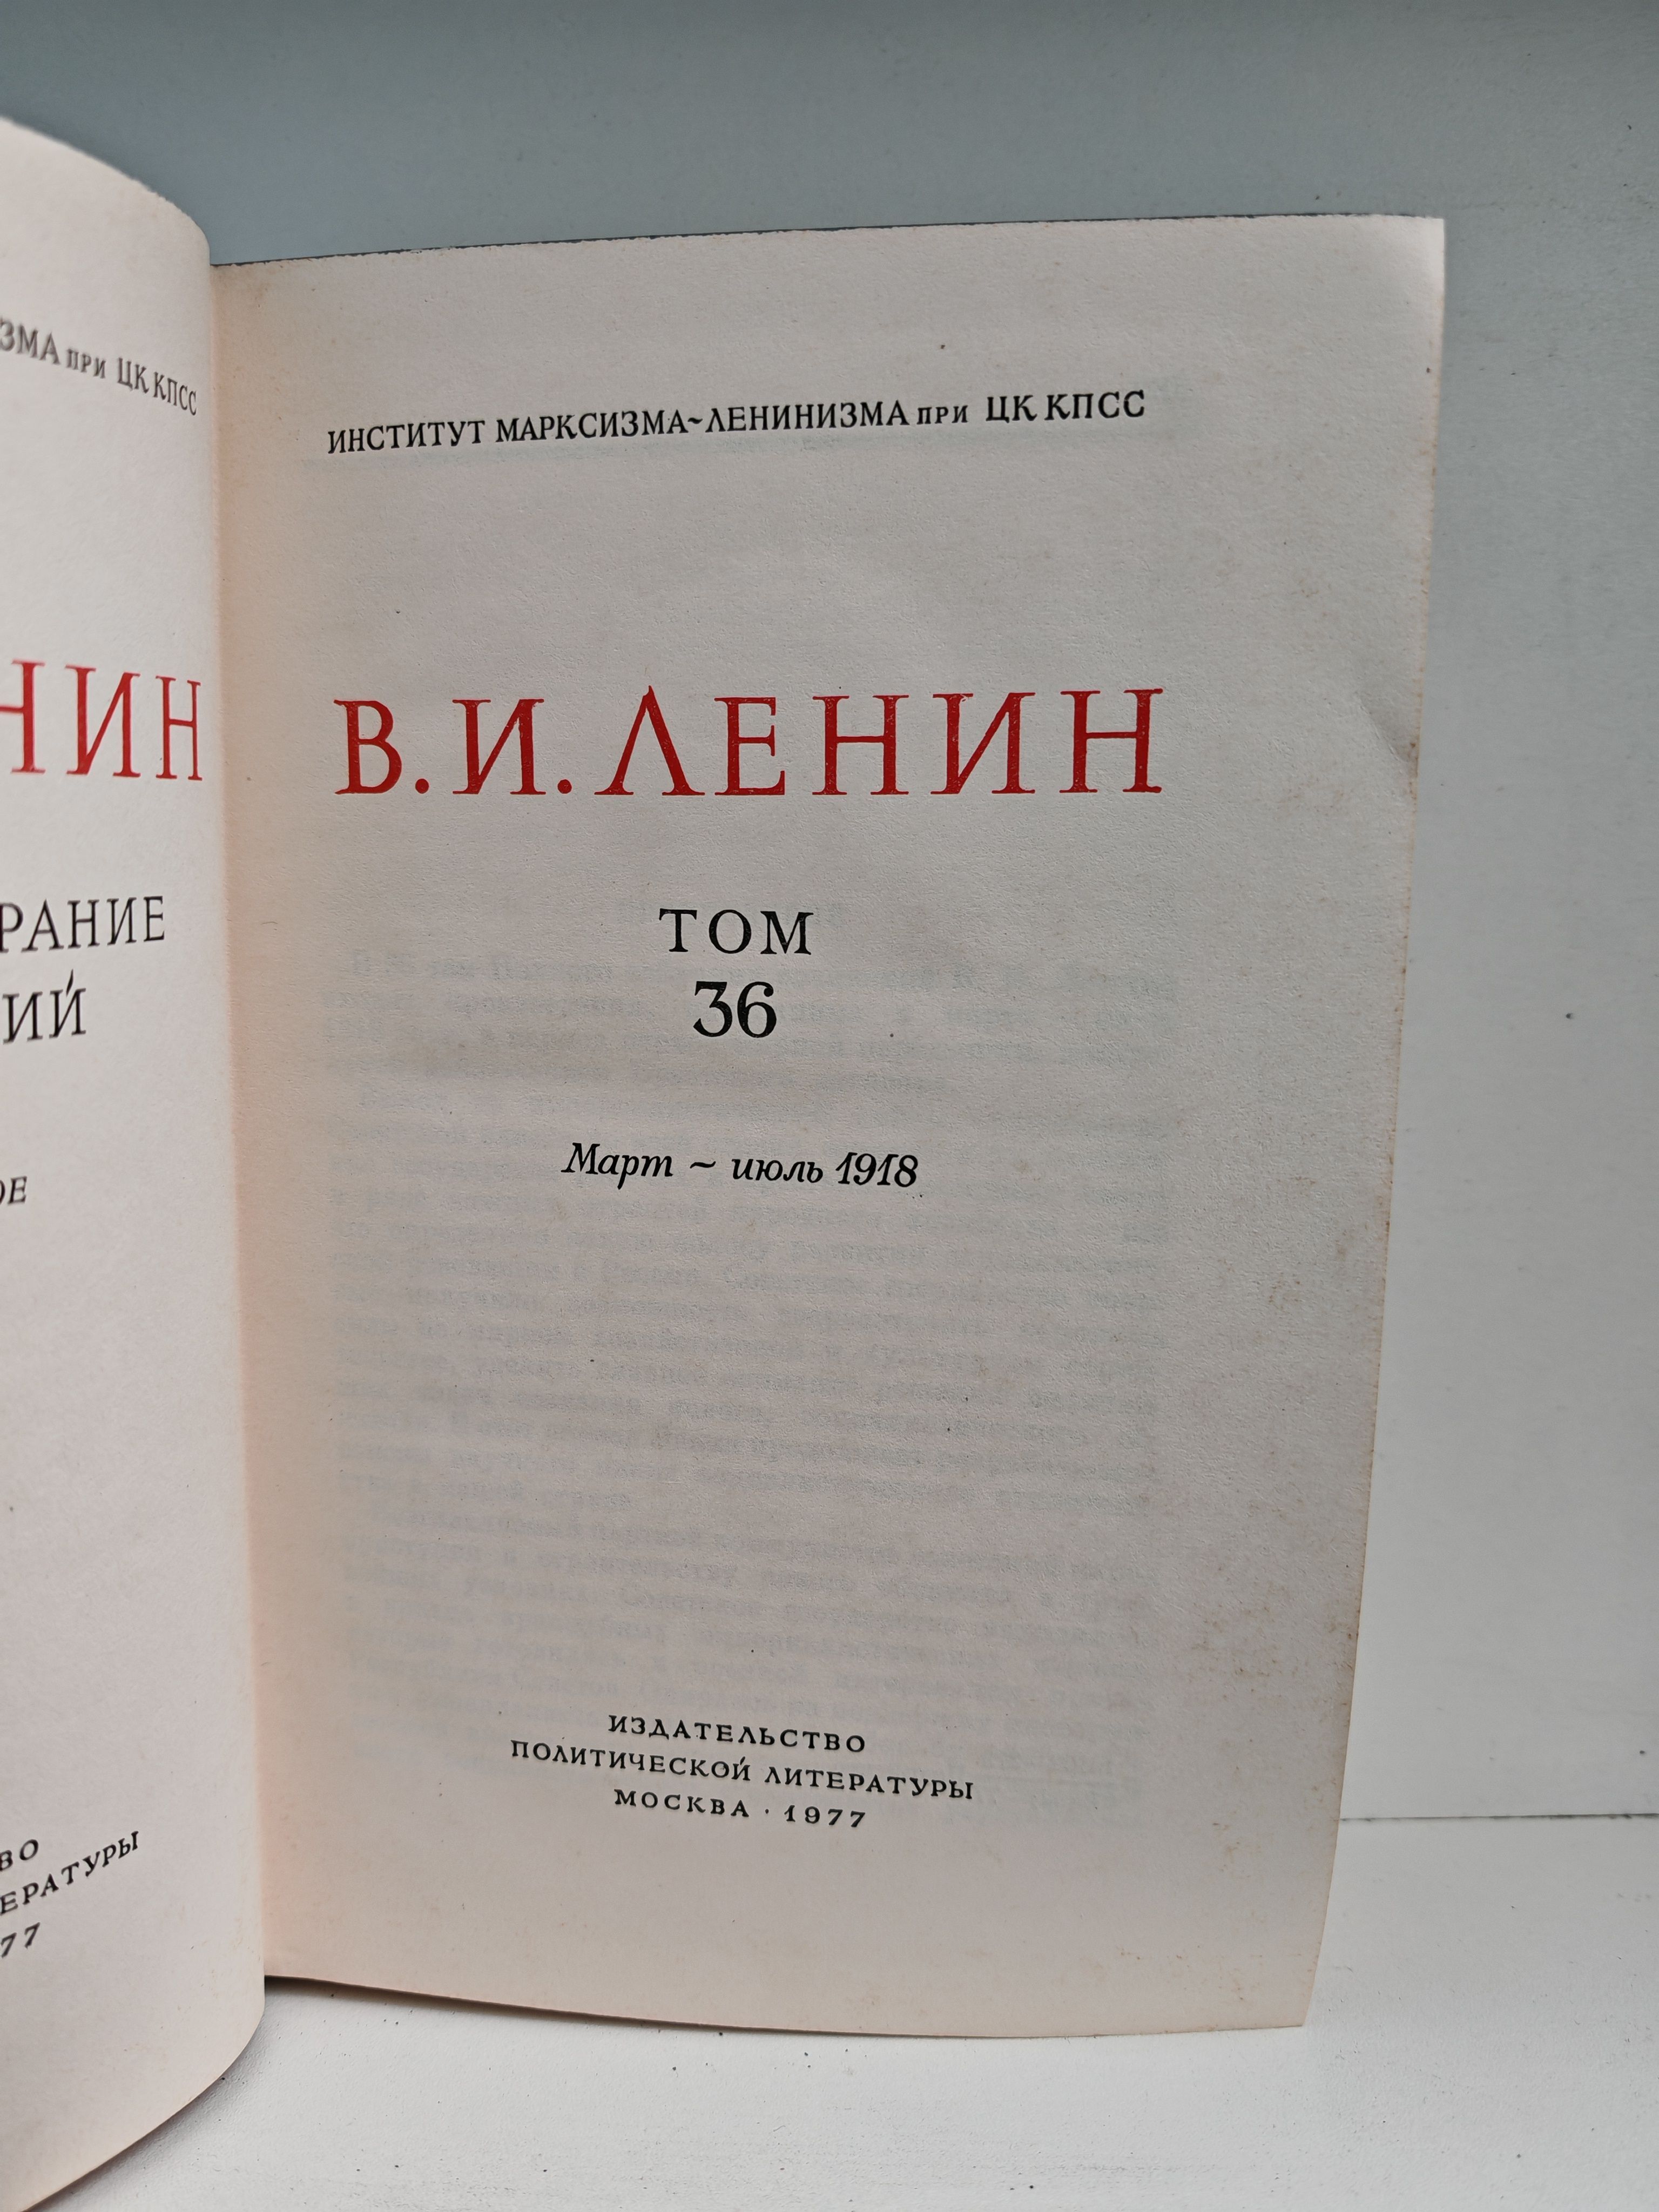 ЗМА при ЦК КПСС
НИН
РАНИЕ
ИЙ
ОЕ
ВО
ЕРАТУРЫ
77
ИНСТИТУТ МАРКСИЗМА~ЛЕНИНИЗМА при ЦК КПСС
В. И. ЛЕНИН
ТОМ
36
Март ~ июль 1918
ИЗДАТЕЛЬСТВО
ПОЛИТИЧЕСКОЙ ЛИТЕРАТУРЫ
МОСКВА · 1977